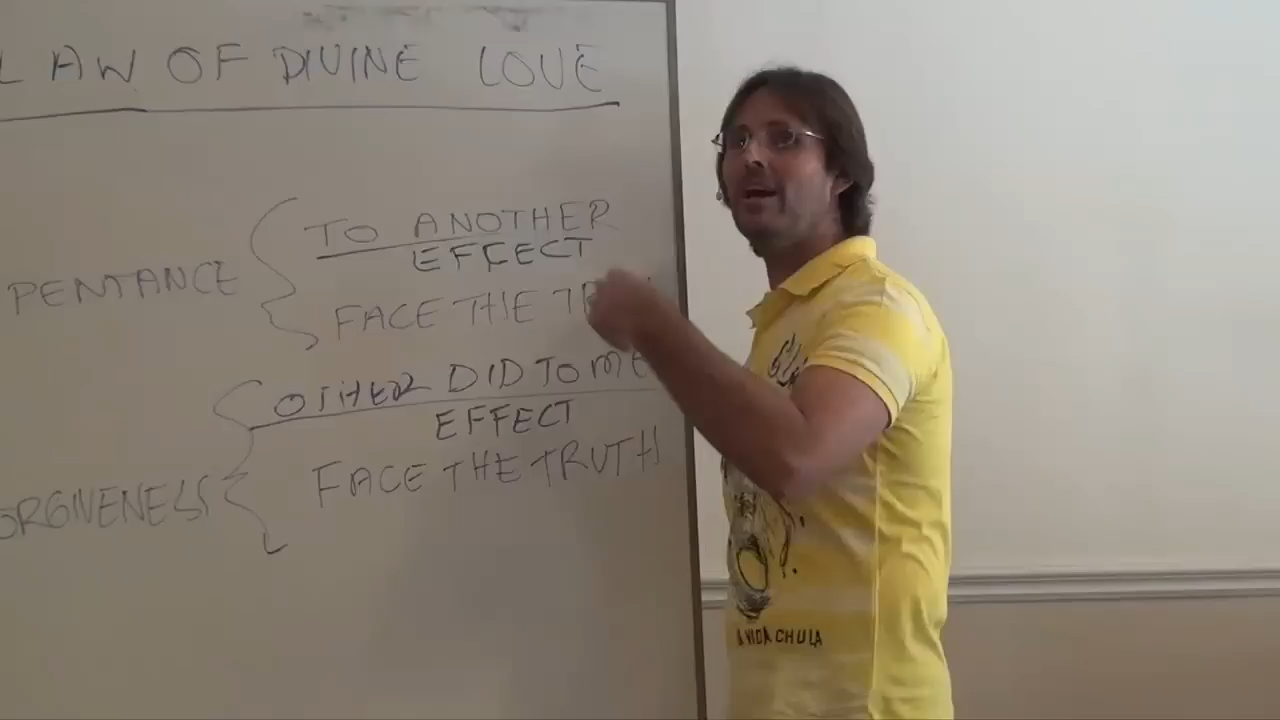 LAW OF DIVINE LOVE
TO ANOTHER
EFFECT
PENTANCE
FACE THE TR
OTHER DID TO ME
EFFECT
FACE THE TRUTH
ORGIVENESS
A VIDA CHULA